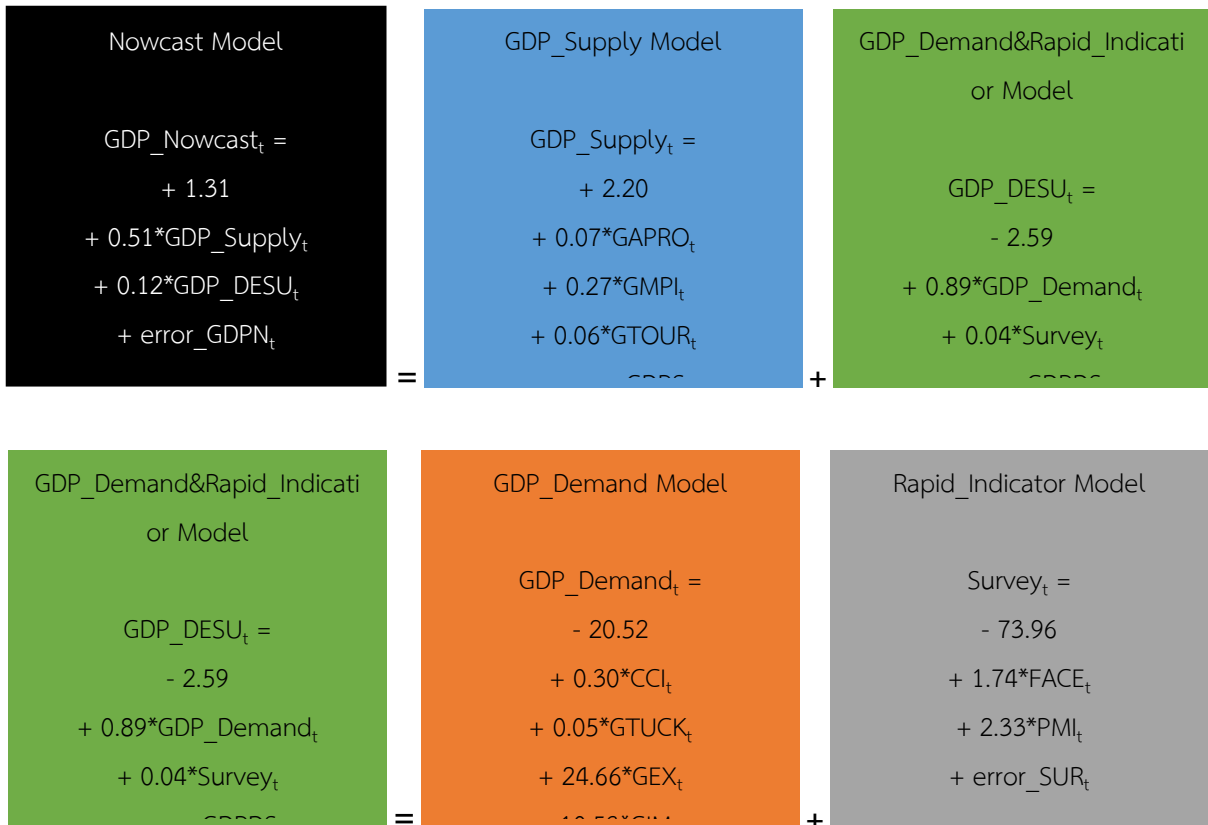 Nowcast Model
GDP_Nowcastt =
+ 1.31
+ 0.51*GDP_Supplyt
+ 0.12*GDP_DESUt
+ error_GDPNt
=
GDP_Supply Model
GDP_Supplyt =
+ 2.20
+ 0.07*GAPROt
+ 0.27*GMPIt
+ 0.06*GTOURt
+
GDP_Demand&Rapid_Indicati
or Model
GDP_DESUt =
- 2.59
+ 0.89*GDP_Demandt
+ 0.04*Surveyt
GDP_Demand&Rapid_Indicati
or Model
GDP_DESUt =
- 2.59
+ 0.89*GDP_Demandt
+ 0.04*Surveyt
=
GDP_Demand Model
GDP_Demandt =
- 20.52
+ 0.30*CCIt
+ 0.05*GTUCKt
+ 24.66*GEXt
+
Rapid_Indicator Model
Surveyt =
- 73.96
+ 1.74*FACEt
+ 2.33*PMIt
+ error_SURt